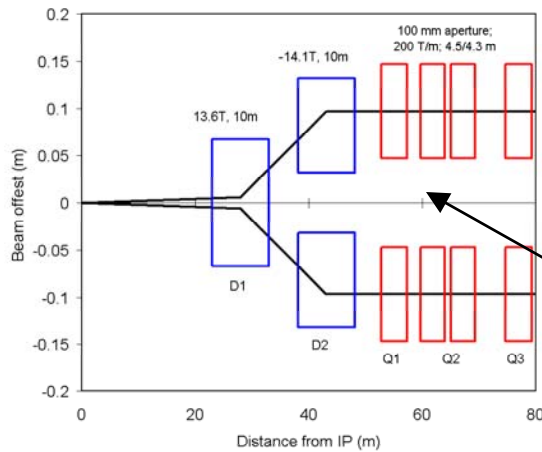 0.2
0.15
0.1
0.05
0
-0.05
-0.1
-0.15
-0.2
Beam offest (m)
100 mm aperture;
200 T/m; 4.5/4.3 m
-14.1T, 10m
13.6T, 10m
D1
D2
Q1
Q2
Q3
0
20
40
60
80
Distance from IP (m)